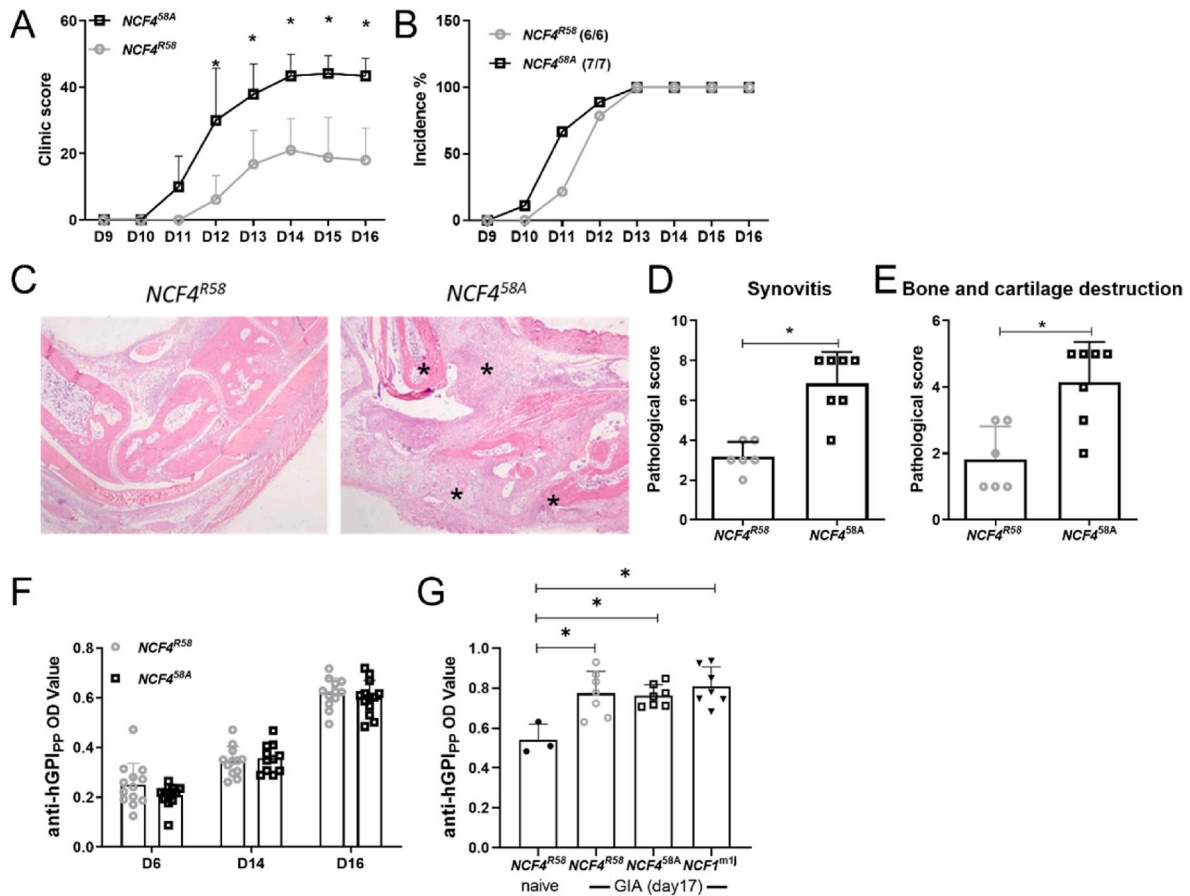 A
Clinic score
60
40
20
0
NCF4^58A
NCF4^R58
* * * * *
D9 D10 D11 D12 D13 D14 D15 D16
B
Incidence %
150
100
50
0
NCF4^R58 (6/6)
NCF4^58A (7/7)
D9 D10 D11 D12 D13 D14 D15 D16
C
NCF4^R58 NCF4^58A
* *
* *
D
Synovitis
Pathological score
10
8
6
4
2
0
*
NCF4^R58 NCF4^58A
E
Bone and cartilage destruction
Pathological score
6
4
2
0
*
NCF4^R58 NCF4^58A
F
anti-hGPI_PP OD Value
0.8
0.6
0.4
0.2
0.0
NCF4^R58
NCF4^58A
D6 D14 D16
G
anti-hGPI_PP OD Value
1.0
0.8
0.6
0.4
0.2
0.0
*
*
*
NCF4^R58 NCF4^R58 NCF4^58A NCF1^m1j
naive GIA (day17)